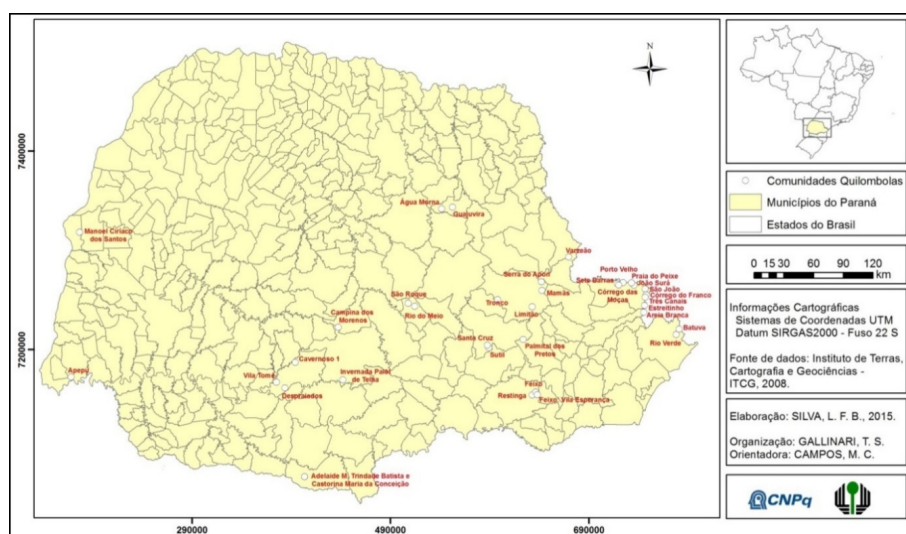 N
7400000
7200000
290000
490000
690000
Água Morna
Guajuvira
Manoel Ciriaco
dos Santos
Varzeão
Serra do Apon
Mamãs
Porto Velho
Sete Barras
Praia do Peixe
João Surá
São João
Córrego das
Moças
Córrego do Franco
Três Canais
Estreitinho
Areia Branca
Batuva
Rio Verde
São Roque
Rio do Meio
Campina dos
Morenos
Tronco
Limitão
Santa Cruz
Sutil
Palmital dos
Pretos
Cavernoso 1
Vila Tomé
Despraiados
Invernada Paiol
de Telha
Apepú
Feixo
Restinga
Feixo: Vila Esperança
Adelaide M. Trindade Batista e
Castorina Maria da Conceição
Comunidades Quilombolas
Municípios do Paraná
Estados do Brasil
0 15 30 60 90 120
km
Informações Cartográficas
Sistemas de Coordenadas UTM
Datum SIRGAS2000 - Fuso 22 S
Fonte de dados: Instituto de Terras,
Cartografia e Geociências -
ITCG, 2008.
Elaboração: SILVA, L. F. B., 2015.
Organização: GALLINARI, T. S.
Orientadora: CAMPOS, M. C.
CNPq